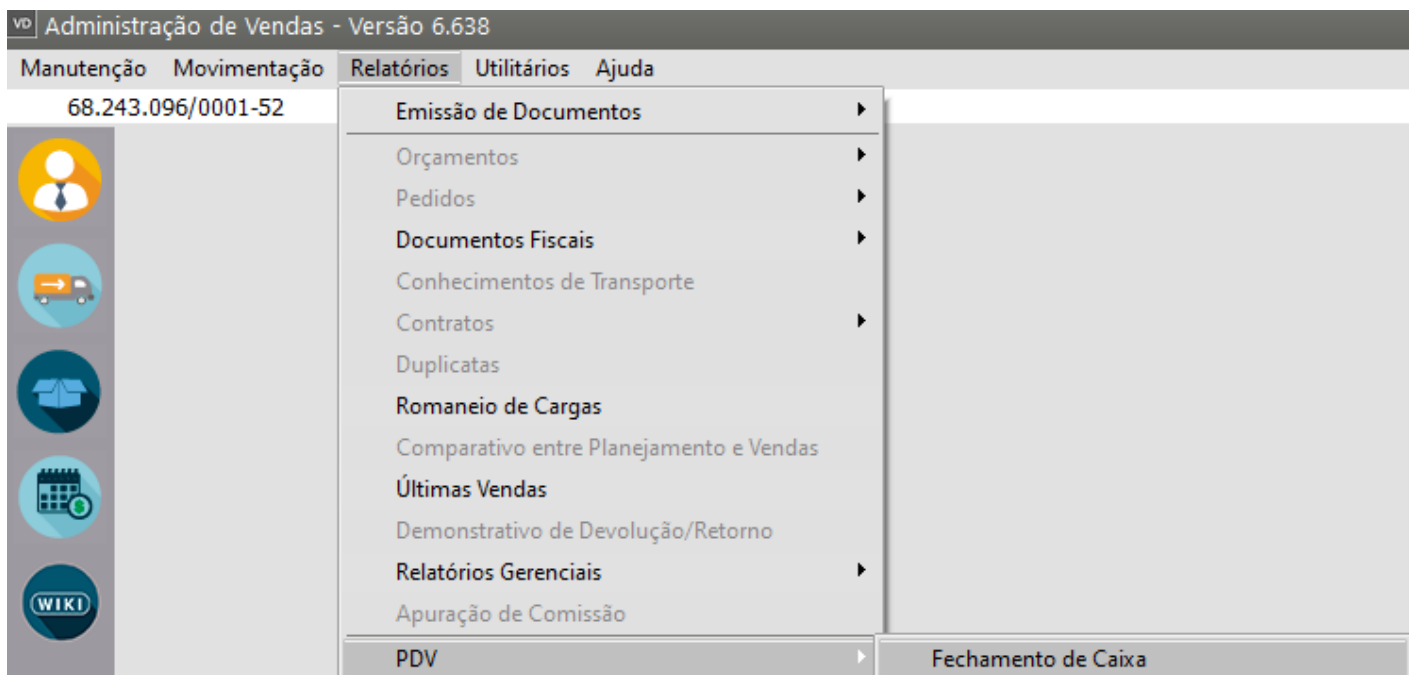 VD Administração de Vendas - Versão 6.638
Manutenção Movimentação Relatórios Utilitários Ajuda
68.243.096/0001-52
Emissão de Documentos
Orçamentos
Pedidos
Documentos Fiscais
Conhecimentos de Transporte
Contratos
Duplicatas
Romaneio de Cargas
Comparativo entre Planejamento e Vendas
Últimas Vendas
Demonstrativo de Devolução/Retorno
Relatórios Gerenciais
WIKI
Apuração de Comissão
PDV Fechamento de Caixa